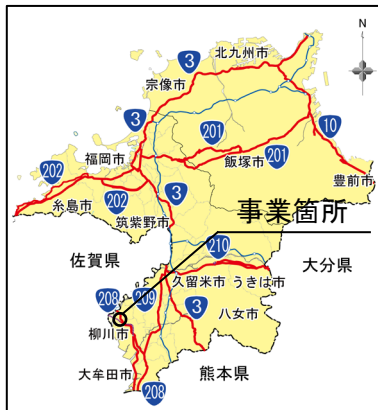 N
北九州市
3
宗像市
3
201
10
202
福岡市
飯塚市
201
豊前市
糸島市
202
3
筑紫野市
事業箇所
210
佐賀県
大分県
久留米市 うきは市
208
209
3
八女市
柳川市
大牟田市
熊本県
208